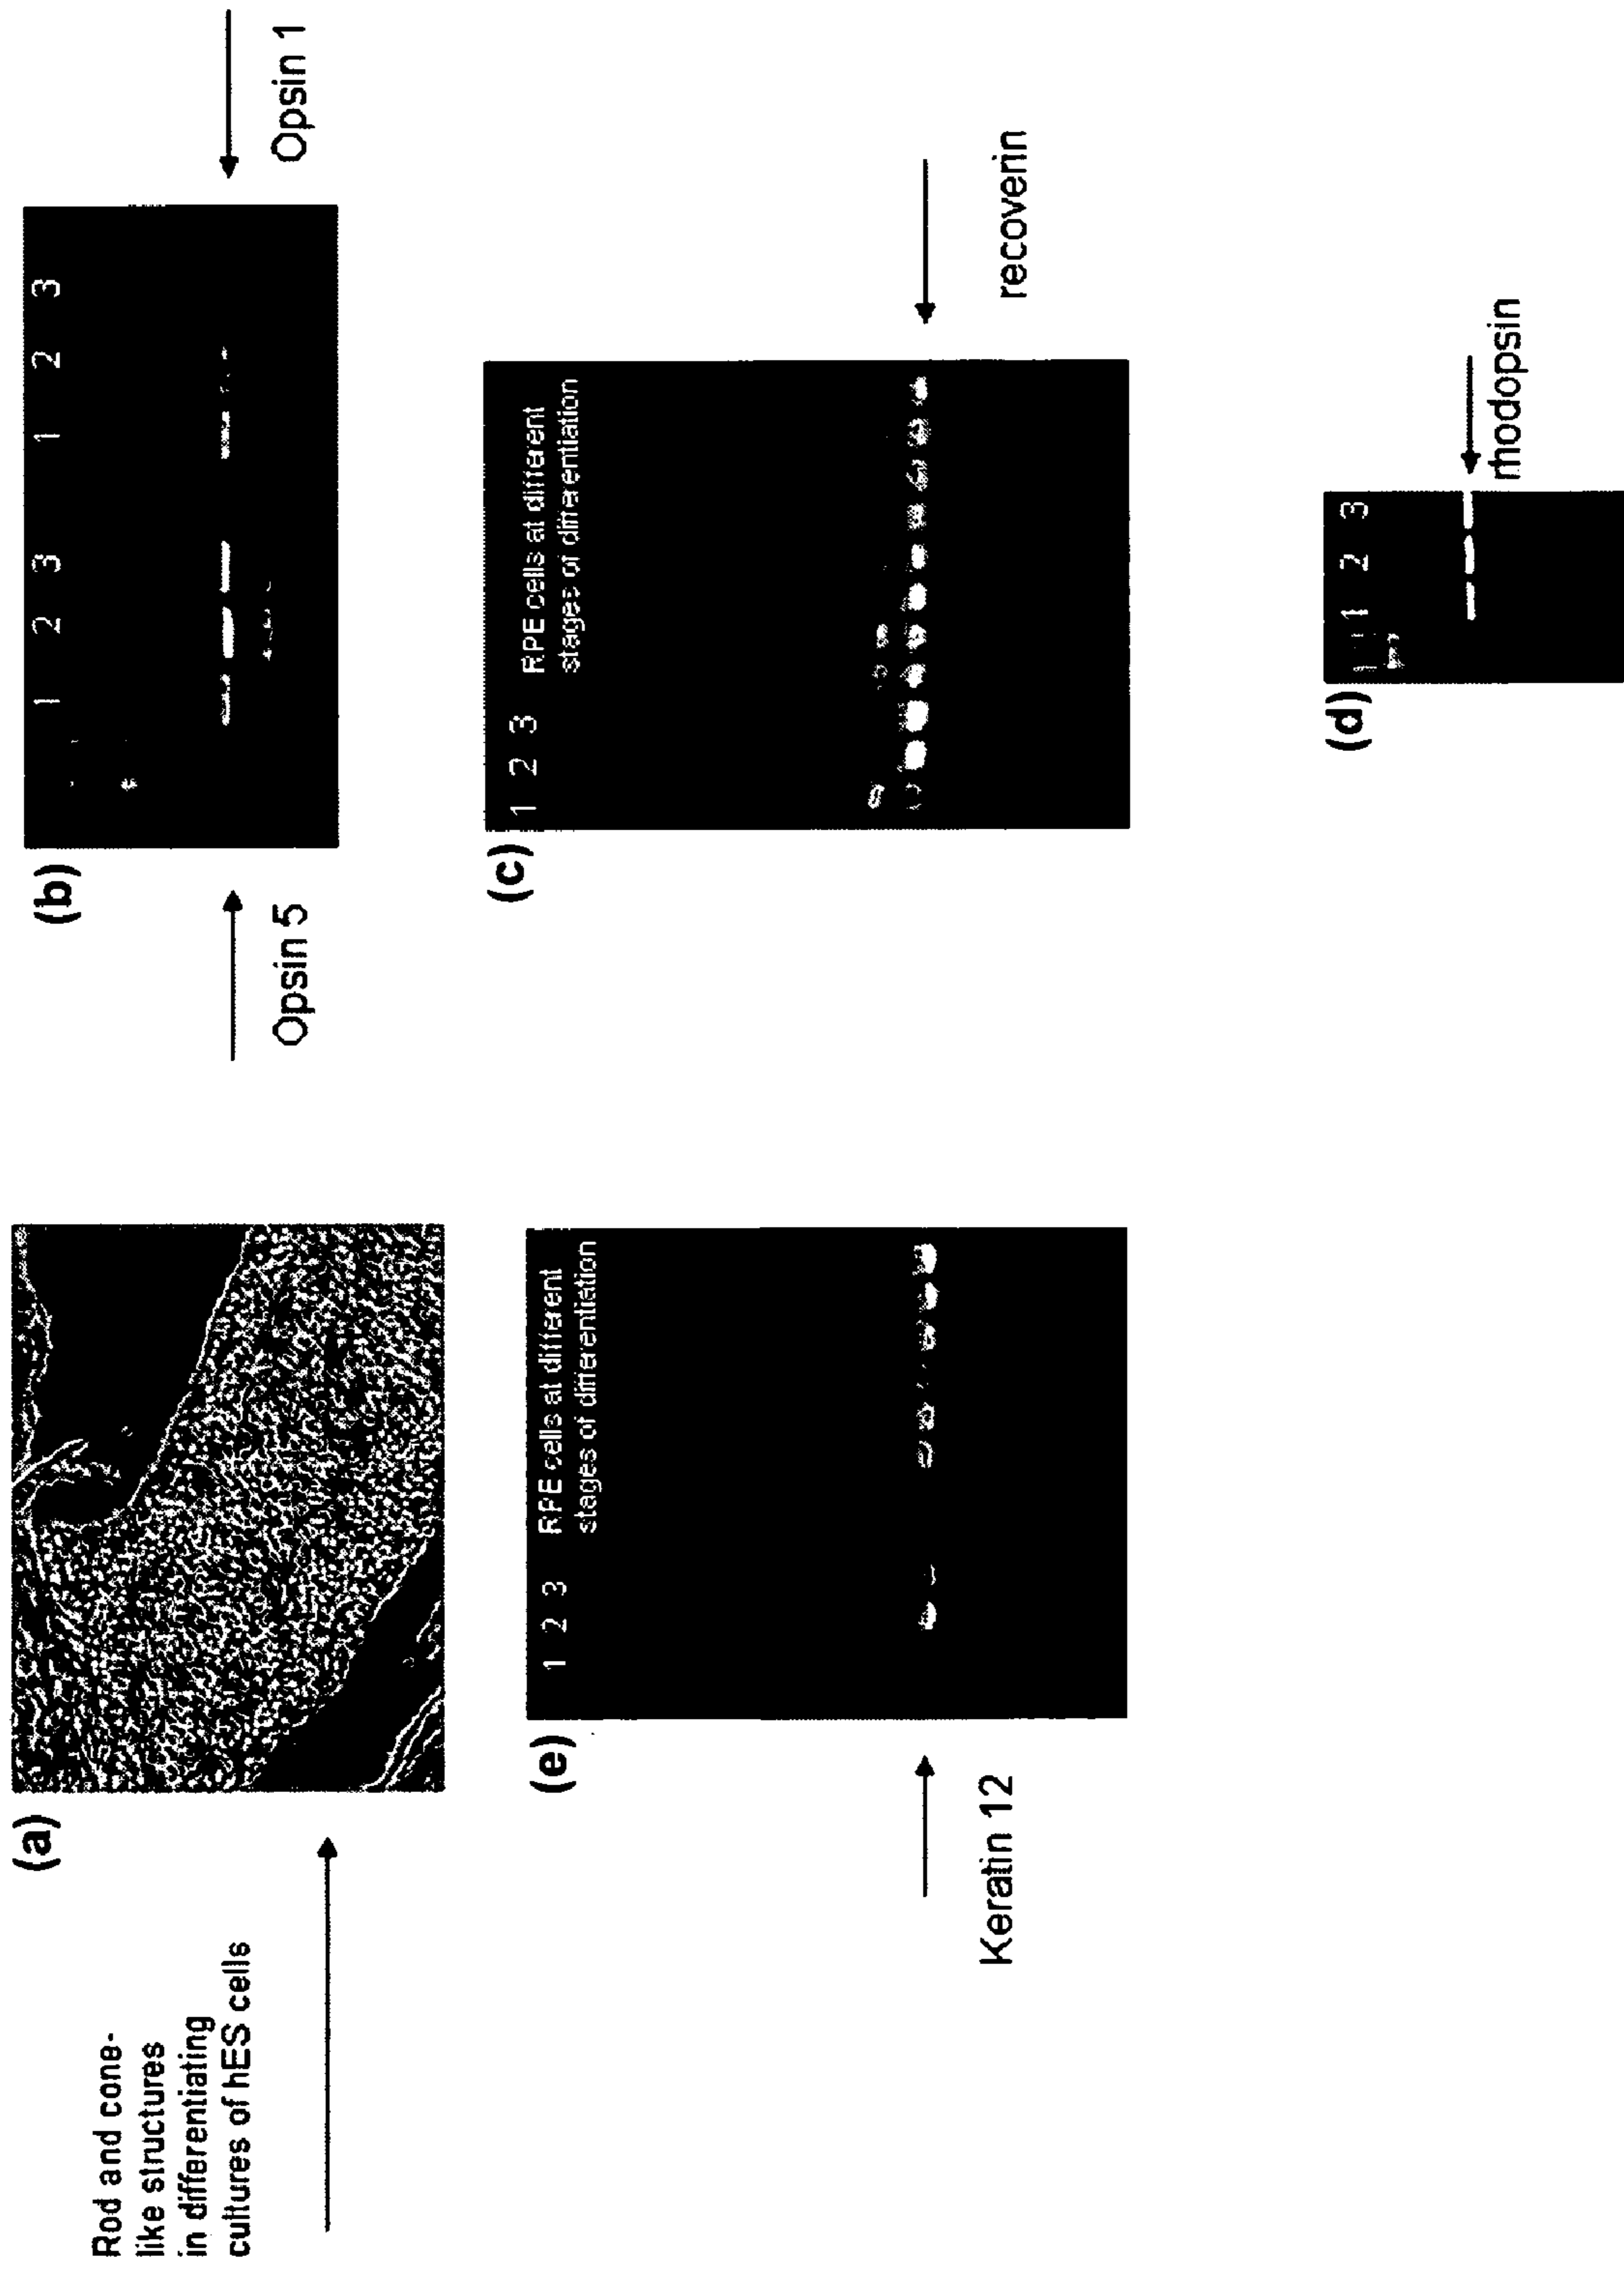 (a)
Rod and cone-
like structures
in differentiating
cultures of hES cells
(b)
1 2 3 1 2 3
Opsin 5
Opsin 1
(e)
1 2 3 RPE cells at different
stages of differentiation
Keratin 12
(c)
1 2 3 RPE cells at different
stages of differentiation
recoverin
(d)
1 2 3
rhodopsin